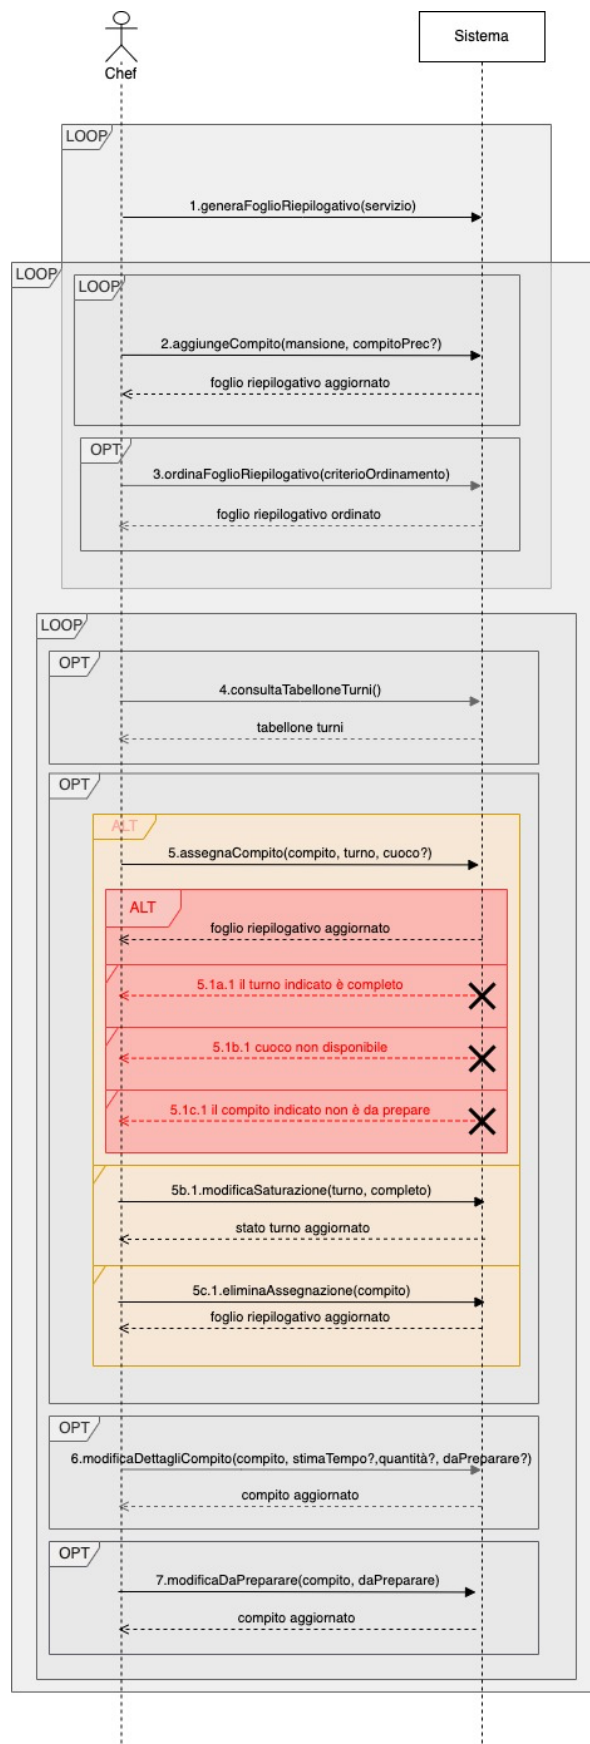 Sistema
Chef
LOOP
1.generaFoglioRiepilogativo(servizio)
LOOP
LOOP
2.aggiungeCompito(mansione, compitoPrec?)
foglio riepilogativo aggiornato
OPT
3.ordinaFoglioRiepilogativo(criterioOrdinamento)
foglio riepilogativo ordinato
LOOP
OPT
4.consultaTabelloneTurni()
tabellone turni
OPT
ALT
5.assegnaCompito(compito, turno, cuoco?)
ALT
foglio riepilogativo aggiornato
5.1a.1 il turno indicato è completo
5.1b.1 cuoco non disponibile
5.1c.1 il compito indicato non è da prepare
5b.1.modificaSaturazione(turno, completo)
stato turno aggiornato
5c.1.eliminaAssegnazione(compito)
foglio riepilogativo aggiornato
OPT
6.modificaDettagliCompito(compito, stimaTempo?,quantità?, daPreparare?)
compito aggiornato
OPT
7.modificaDaPreparare(compito, daPreparare)
compito aggiornato